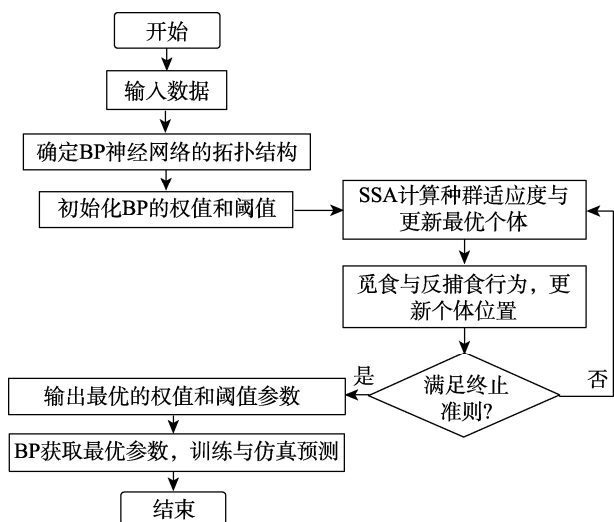 开始
输入数据
确定BP神经网络的拓扑结构
初始化BP的权值和阈值
SSA计算种群适应度与
更新最优个体
觅食与反捕食行为，更
新个体位置
满足终止
准则?
是
否
输出最优的权值和阈值参数
BP获取最优参数，训练与仿真预测
结束